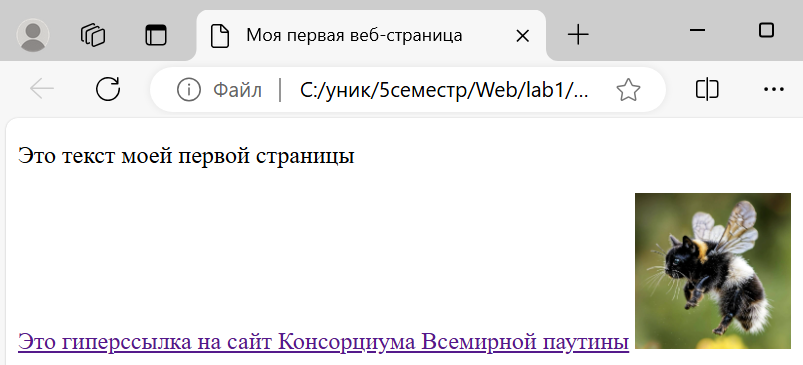 Моя первая веб-страница
Файл C:/уник/5семестр/Web/lab1/...
Это текст моей первой страницы
Это гиперссылка на сайт Консорциума Всемирной паутины